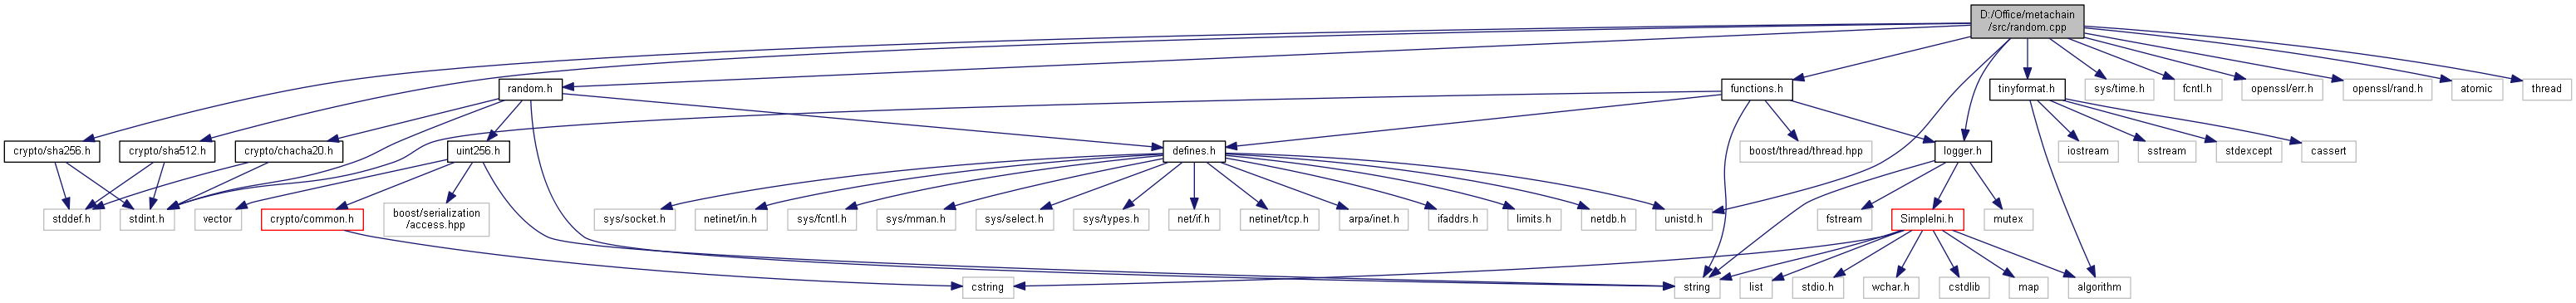 D:/Office/metachain
/src/random.cpp
random.h
functions.h
tinyformat.h
sys/time.h
fcntl.h
openssl/err.h
openssl/rand.h
atomic
thread
crypto/sha256.h
crypto/sha512.h
crypto/chacha20.h
uint256.h
defines.h
boost/thread/thread.hpp
logger.h
iostream
sstream
stdexcept
cassert
stddef.h
stdint.h
vector
crypto/common.h
boost/serialization
/access.hpp
sys/socket.h
netinet/in.h
sys/fcntl.h
sys/mman.h
sys/select.h
sys/types.h
net/if.h
netinet/tcp.h
arpa/inet.h
ifaddrs.h
limits.h
netdb.h
unistd.h
fstream
SimpleIni.h
mutex
cstring
string
list
stdio.h
wchar.h
cstdlib
map
algorithm